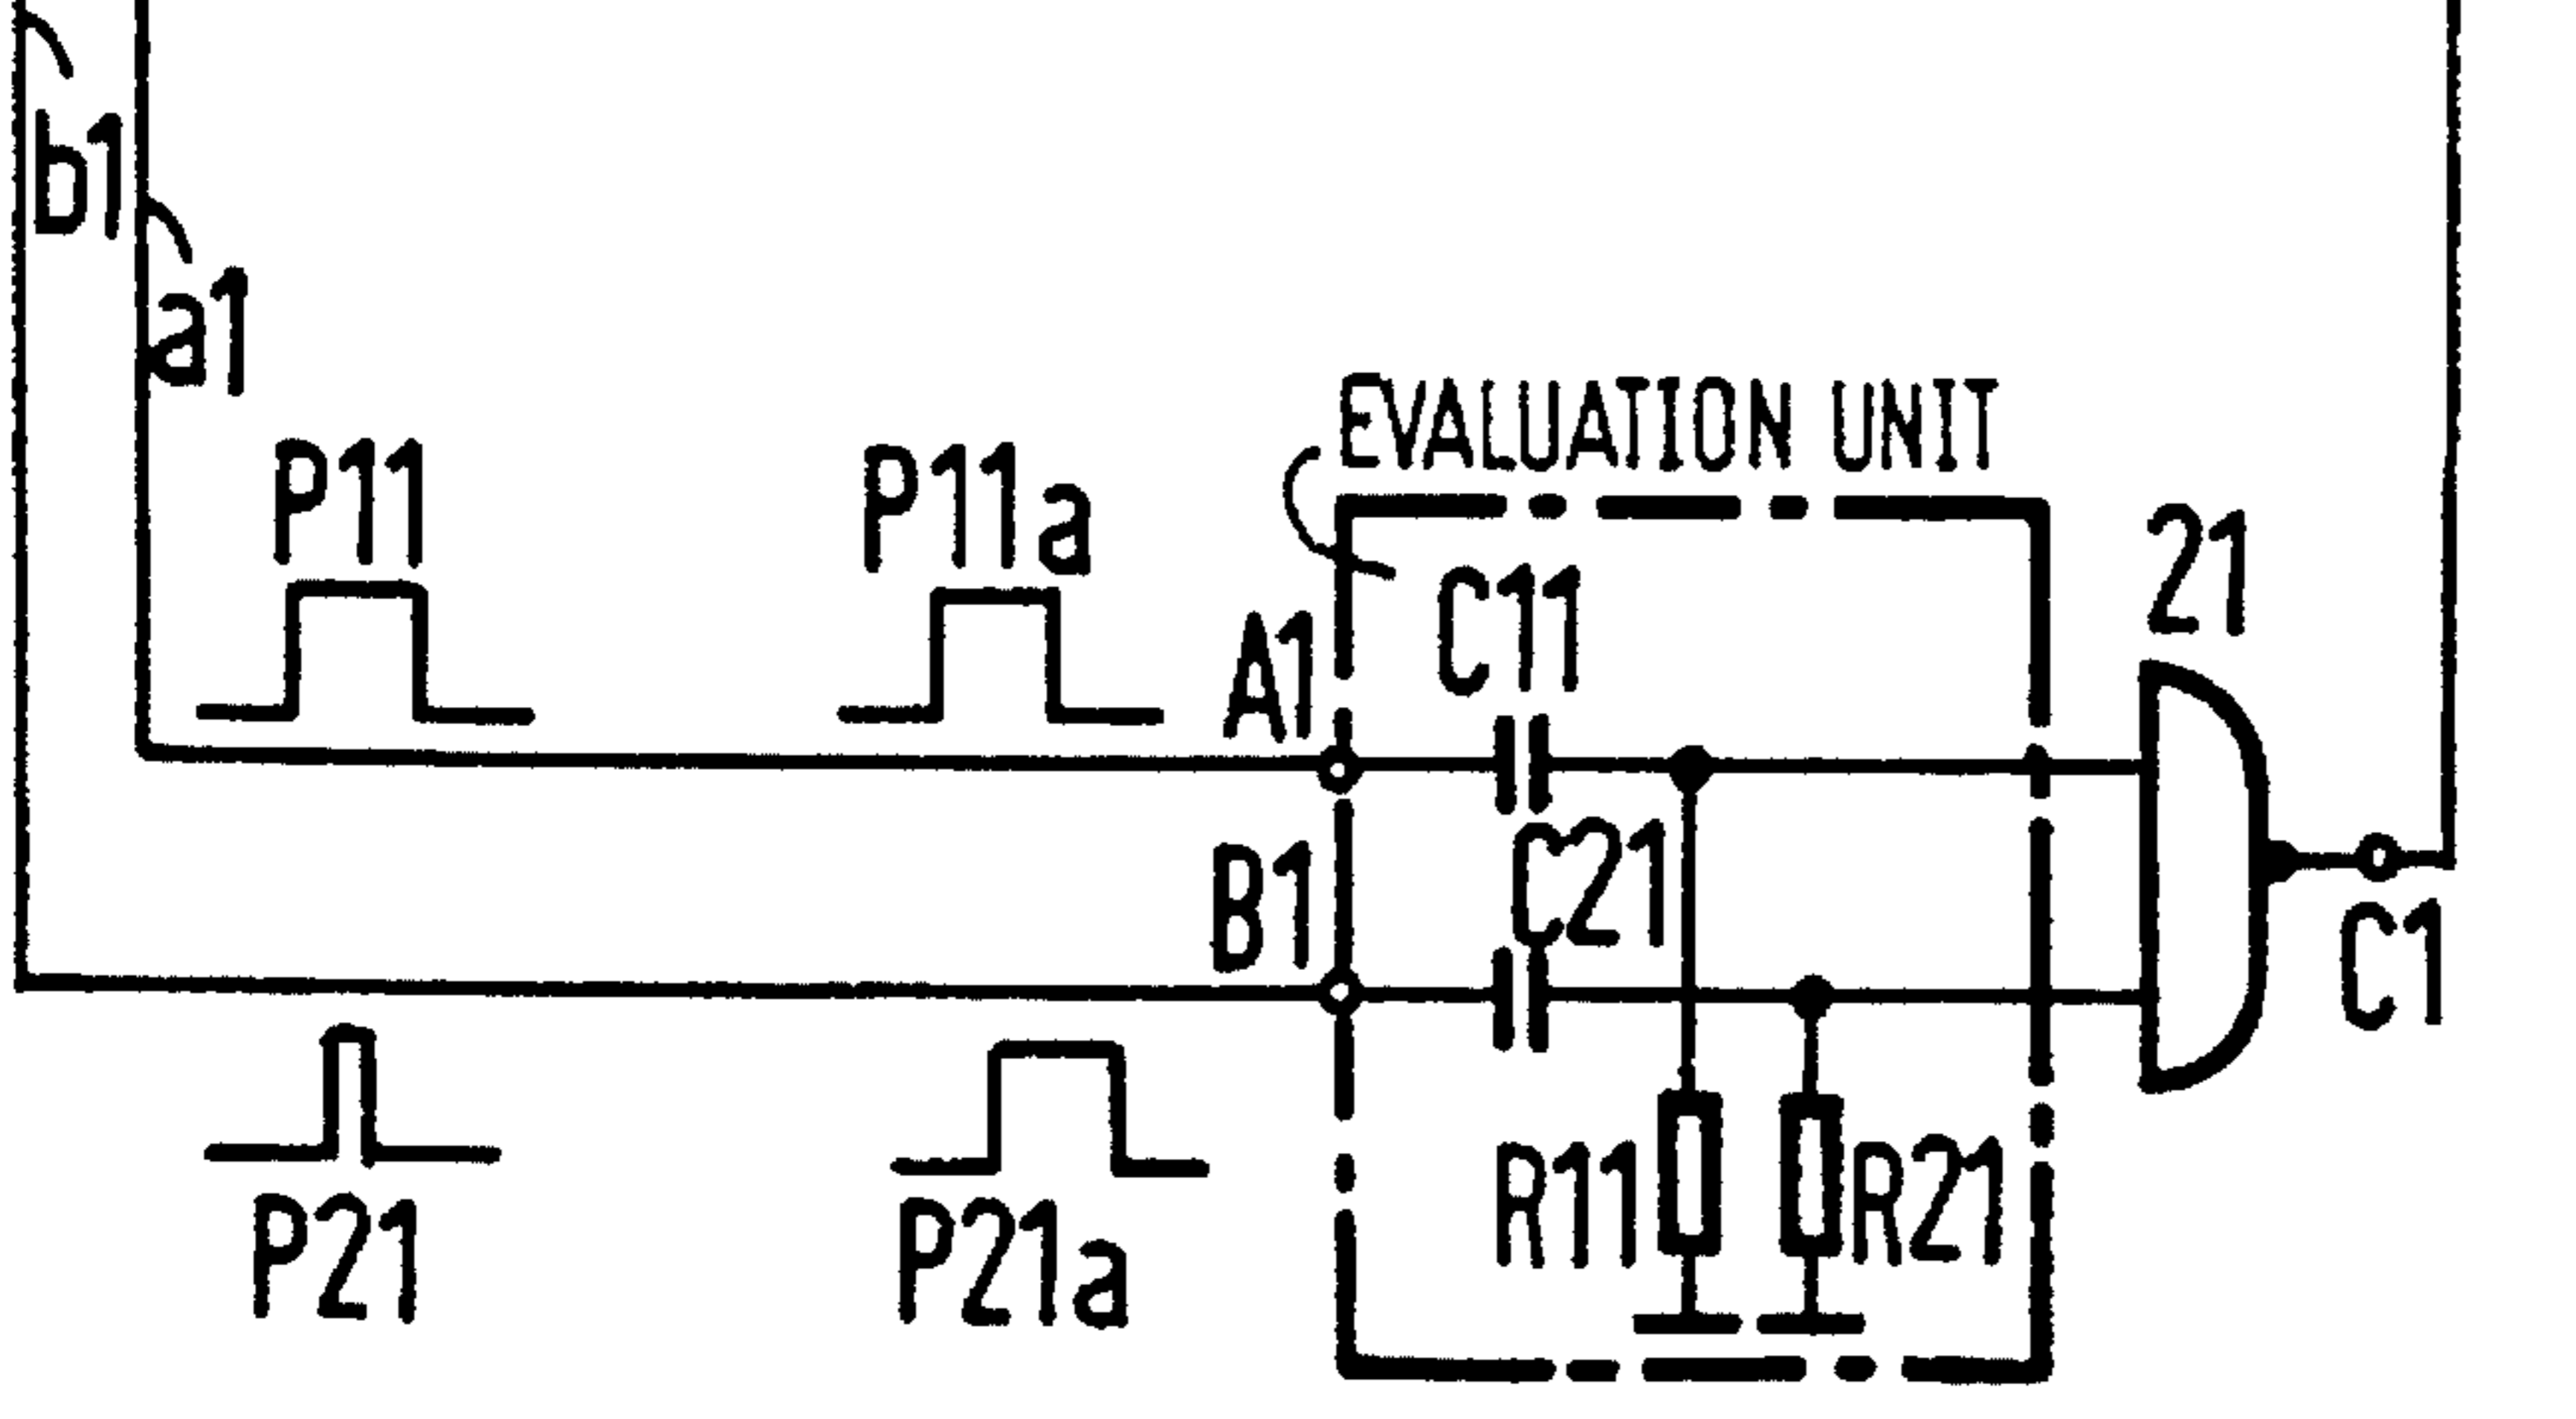 b1
a1
P11
P11a
EVALUATION UNIT
A1
C11
21
B1
C21
C1
R11
R21
P21
P21a